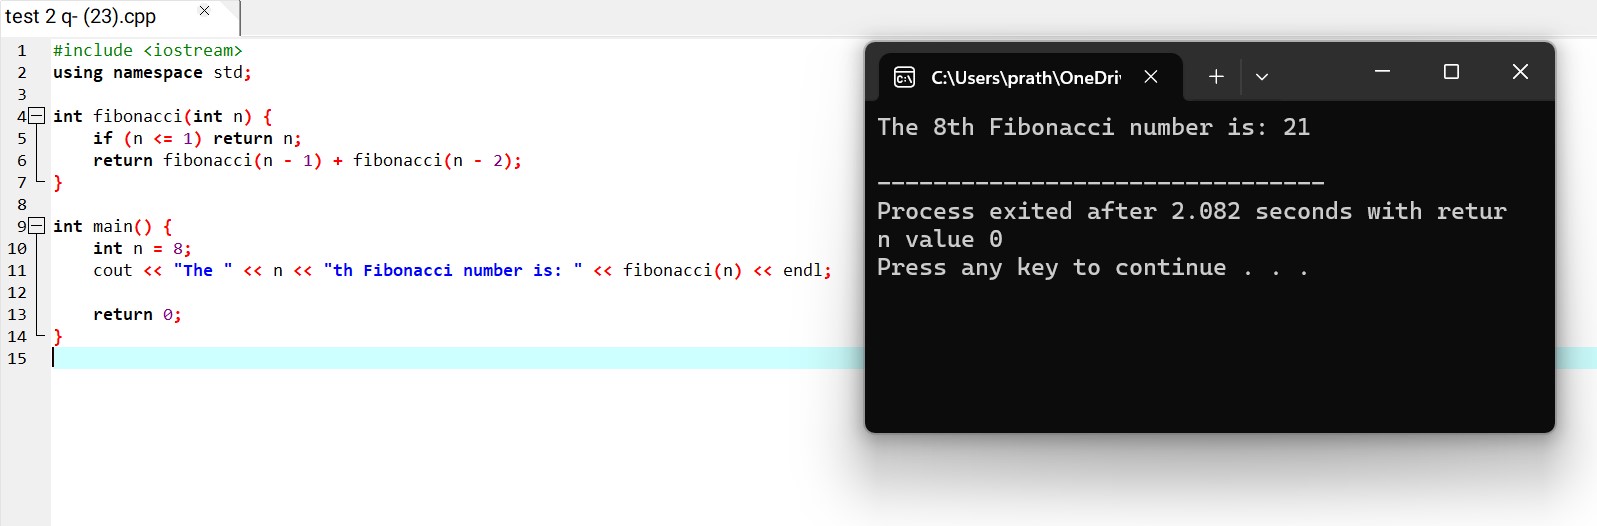 test 2 q- (23).cpp
1 #include <iostream>
2 using namespace std;
3
4 int fibonacci(int n) {
5     if (n <= 1) return n;
6     return fibonacci(n - 1) + fibonacci(n - 2);
7 }
8
9 int main() {
10     int n = 8;
11     cout << "The " << n << "th Fibonacci number is: " << fibonacci(n) << endl;
12
13     return 0;
14 }
15
C:\Users\prath\OneDri
The 8th Fibonacci number is: 21
--------------------------------
Process exited after 2.082 seconds with retur
n value 0
Press any key to continue . . .